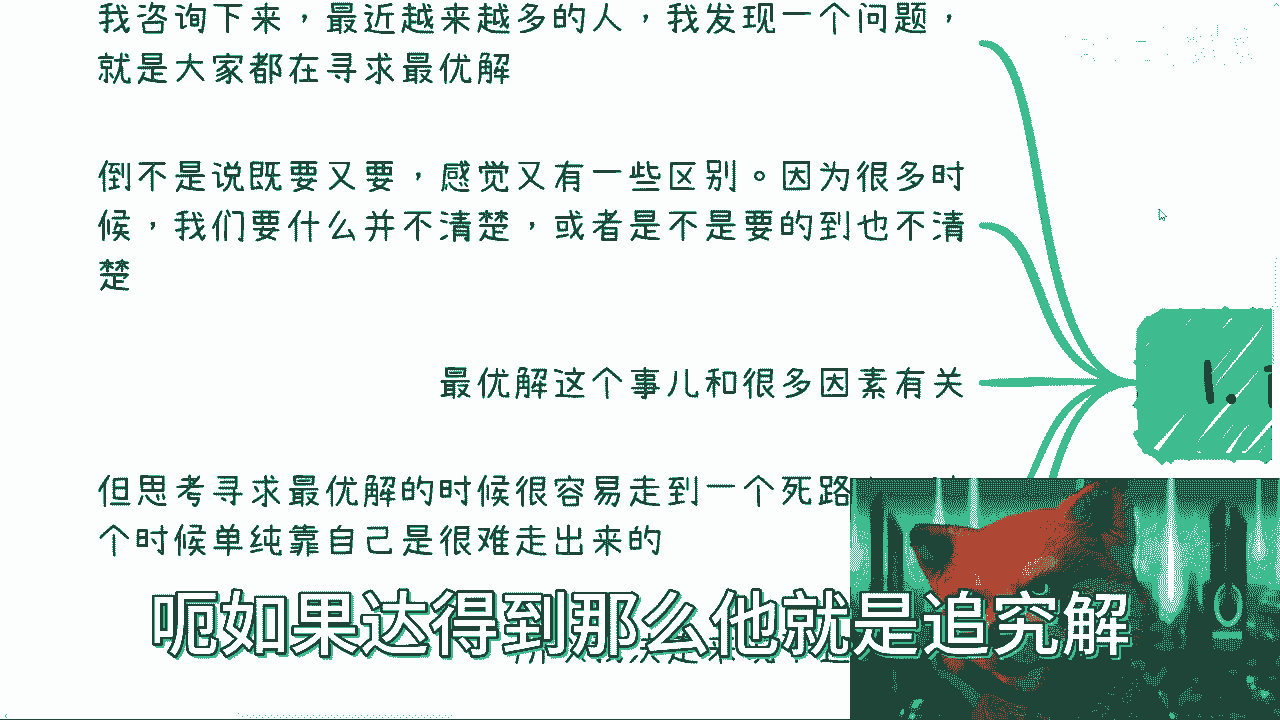 我咨询下来，最近越来越多的人，我发现一个问题，
就是大家都在寻求最优解
倒不是说既要又要，感觉又有一些区别。因为很多时
候，我们要什么并不清楚，或者是不是要的到也不清
楚
最优解这个事儿和很多因素有关
1.
但思考寻求最优解的时候很容易走到一个死路
个时候单纯靠自己是很难走出来的
呃如果达得到那么他就是追究解